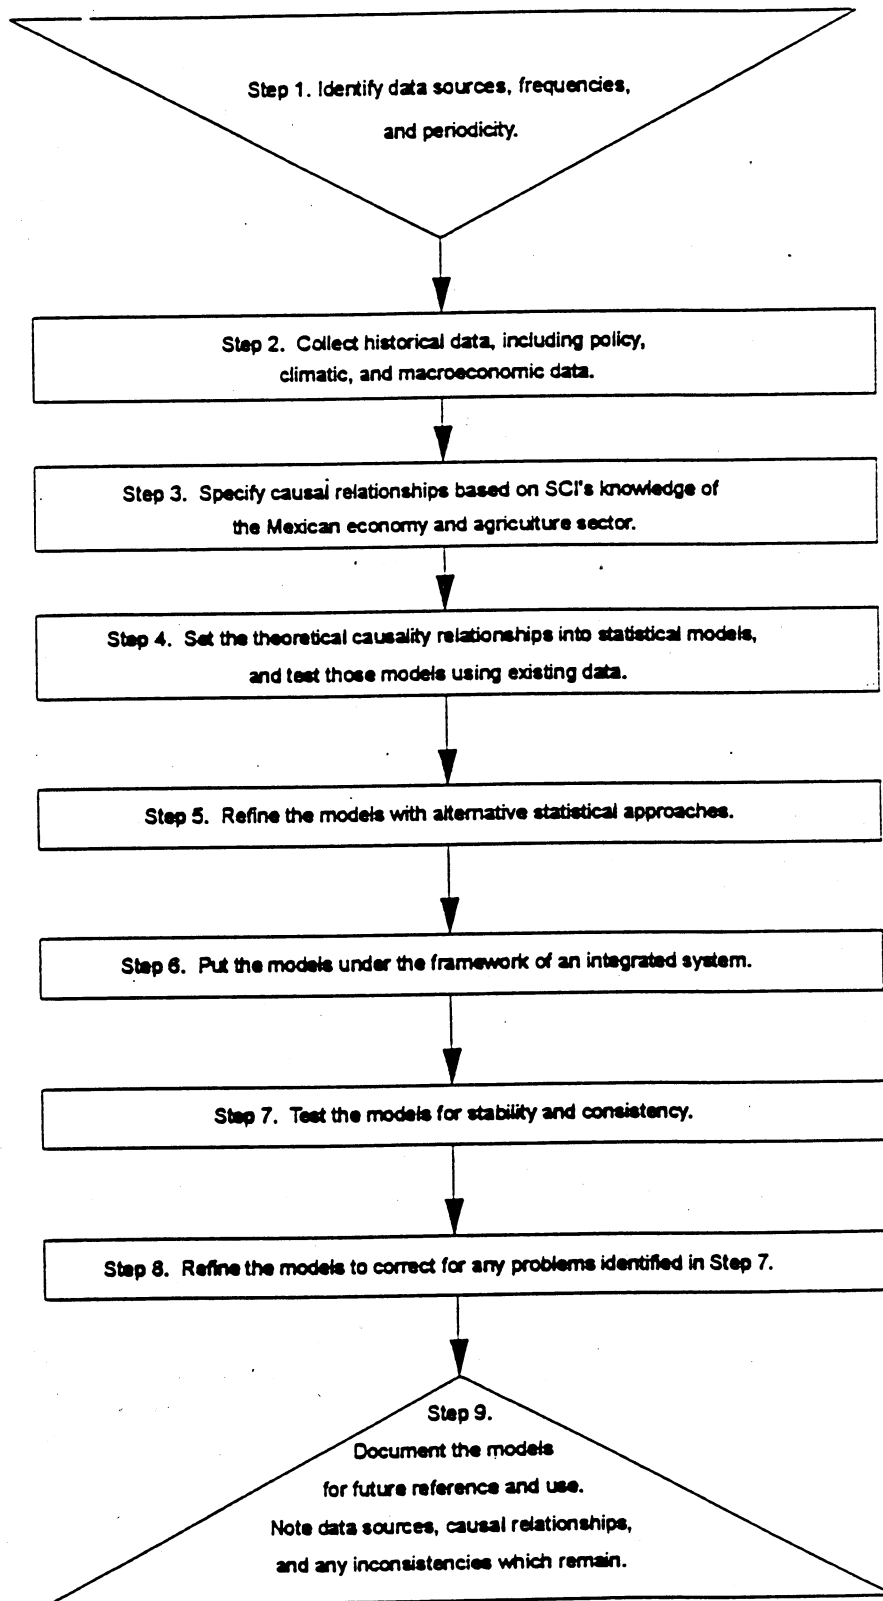 Step 1. Identify data sources, frequencies,
and periodicity.
Step 2. Collect historical data, including policy,
climatic, and macroeconomic data.
Step 3. Specify causal relationships based on SCI's knowledge of
the Mexican economy and agriculture sector.
Step 4. Set the theoretical causality relationships into statistical models,
and test those models using existing data.
Step 5. Refine the models with alternative statistical approaches.
Step 6. Put the models under the framework of an integrated system.
Step 7. Test the models for stability and consistency.
Step 8. Refine the models to correct for any problems identified in Step 7.
Step 9.
Document the models
for future reference and use.
Note data sources, causal relationships,
and any inconsistencies which remain.